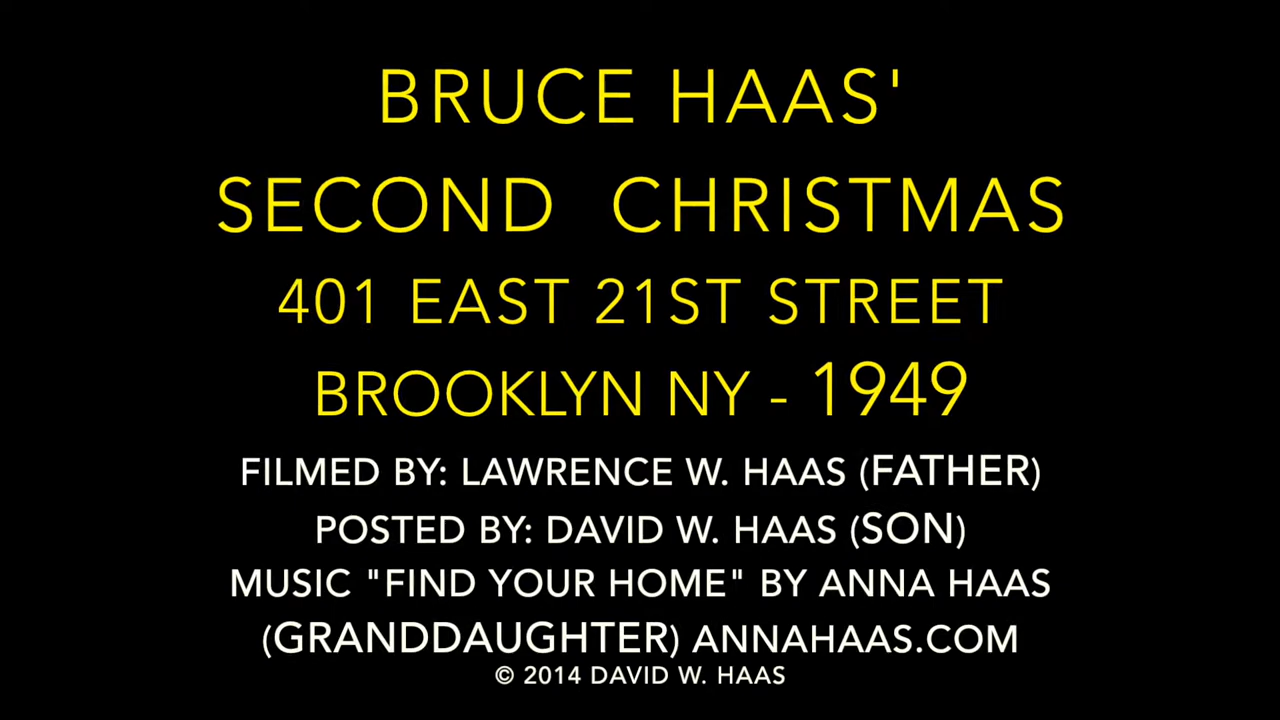 BRUCE HAAS'
SECOND CHRISTMAS
401 EAST 21ST STREET
BROOKLYN NY - 1949
FILMED BY: LAWRENCE W. HAAS (FATHER)
POSTED BY: DAVID W. HAAS (SON)
MUSIC "FIND YOUR HOME" BY ANNA HAAS
(GRANDDAUGHTER) ANNAHAAS.COM
© 2014 DAVID W. HAAS